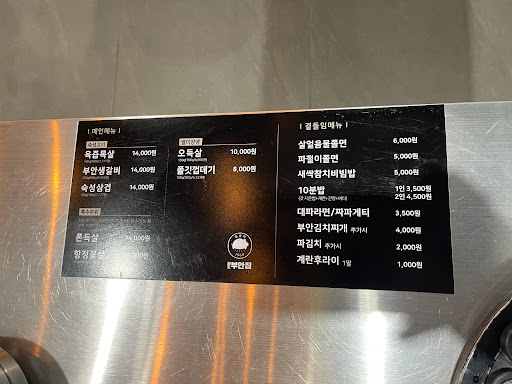 | 메인메뉴 |
숙성고기
육즙목살 14,000원
부안생갈비 14,000원
숙성삼겹 14,000원
특수부위
쫀득살 14,000원
항정꽃살
별미안주
오득살 10,000원
쫄깃껍데기 8,000원
부안집
| 곁들임메뉴 |
살얼음물쫄면 6,000원
파절이쫄면 5,000원
새싹참치비빔밥 5,000원
10분밥 1인 3,500원
2인 4,500원
대파라면/짜파게티 3,500원
부안김치찌개 추가시 4,000원
파김치 추가시 2,000원
계란후라이 1알 1,000원